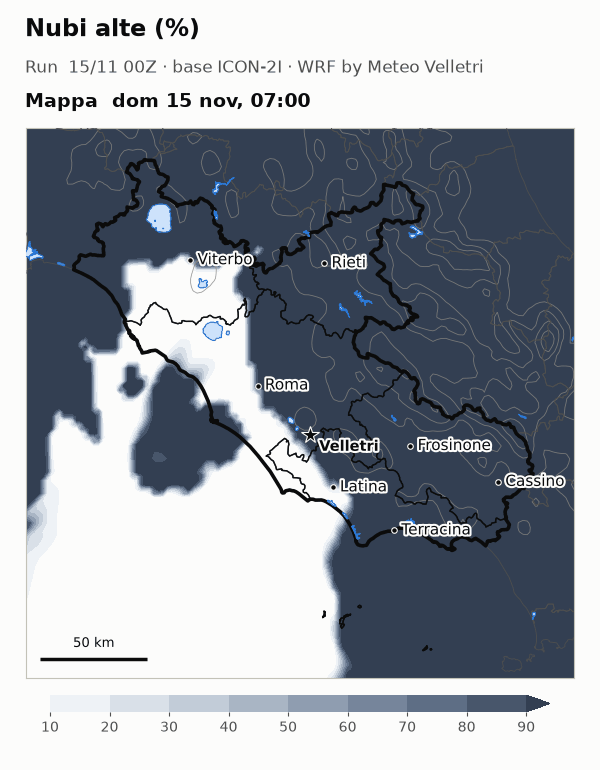 Nubi alte (%)
Run  15/11 00Z · base ICON-2I · WRF by Meteo Velletri
Mappa  dom 15 nov, 07:00
Viterbo
Rieti
Roma
Velletri
Frosinone
Cassino
Latina
Terracina
50 km
10 20 30 40 50 60 70 80 90